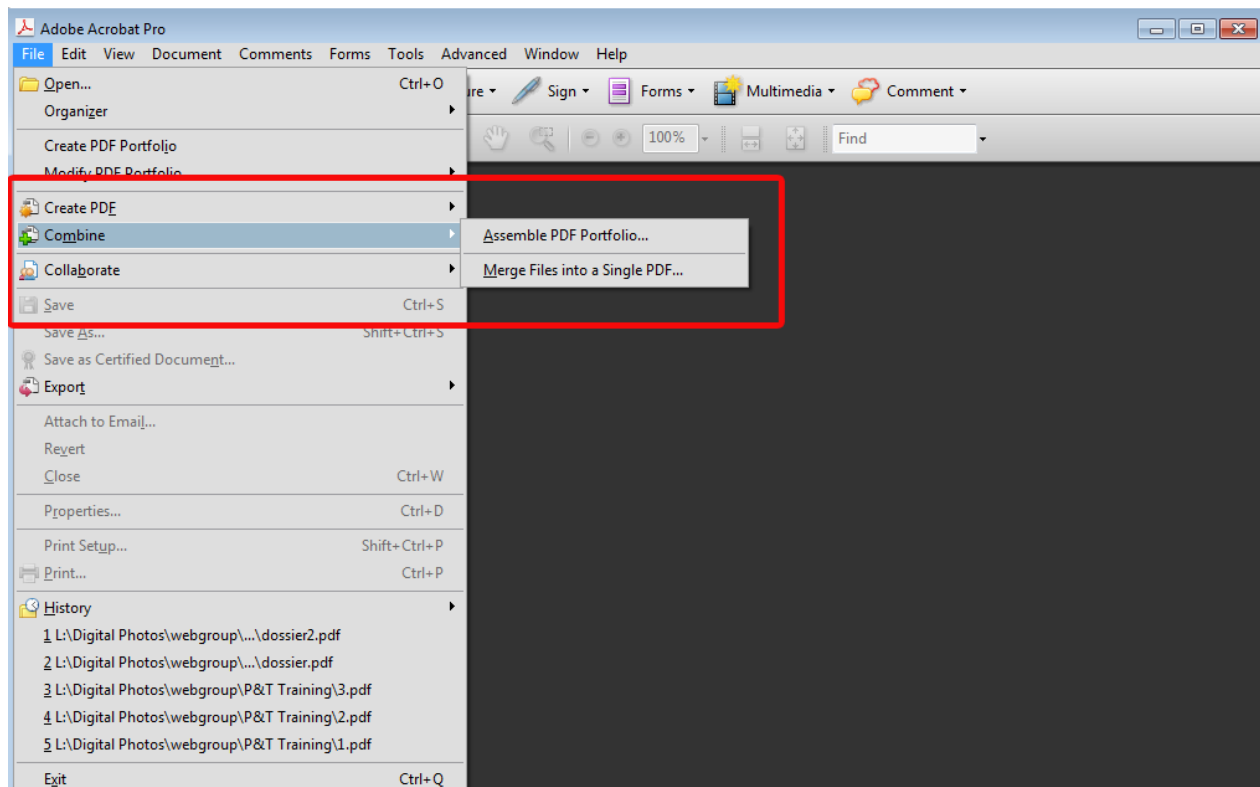 Adobe Acrobat Pro
File Edit View Document Comments Forms Tools Advanced Window Help
Open... Ctrl+O
Sign Forms Multimedia Comment
Organizer
100% Find
Create PDF Portfolio
Modify PDF Portfolio
Create PDF
Combine
Assemble PDF Portfolio...
Collaborate
Merge Files into a Single PDF...
Save Ctrl+S
Save As... Shift+Ctrl+S
Save as Certified Document...
Export
Attach to Email...
Revert
Close Ctrl+W
Properties... Ctrl+D
Print Setup... Shift+Ctrl+P
Print... Ctrl+P
History
1 L:\Digital Photos\webgroup\...\dossier2.pdf
2 L:\Digital Photos\webgroup\...\dossier.pdf
3 L:\Digital Photos\webgroup\P&T Training\3.pdf
4 L:\Digital Photos\webgroup\P&T Training\2.pdf
5 L:\Digital Photos\webgroup\P&T Training\1.pdf
Exit Ctrl+Q